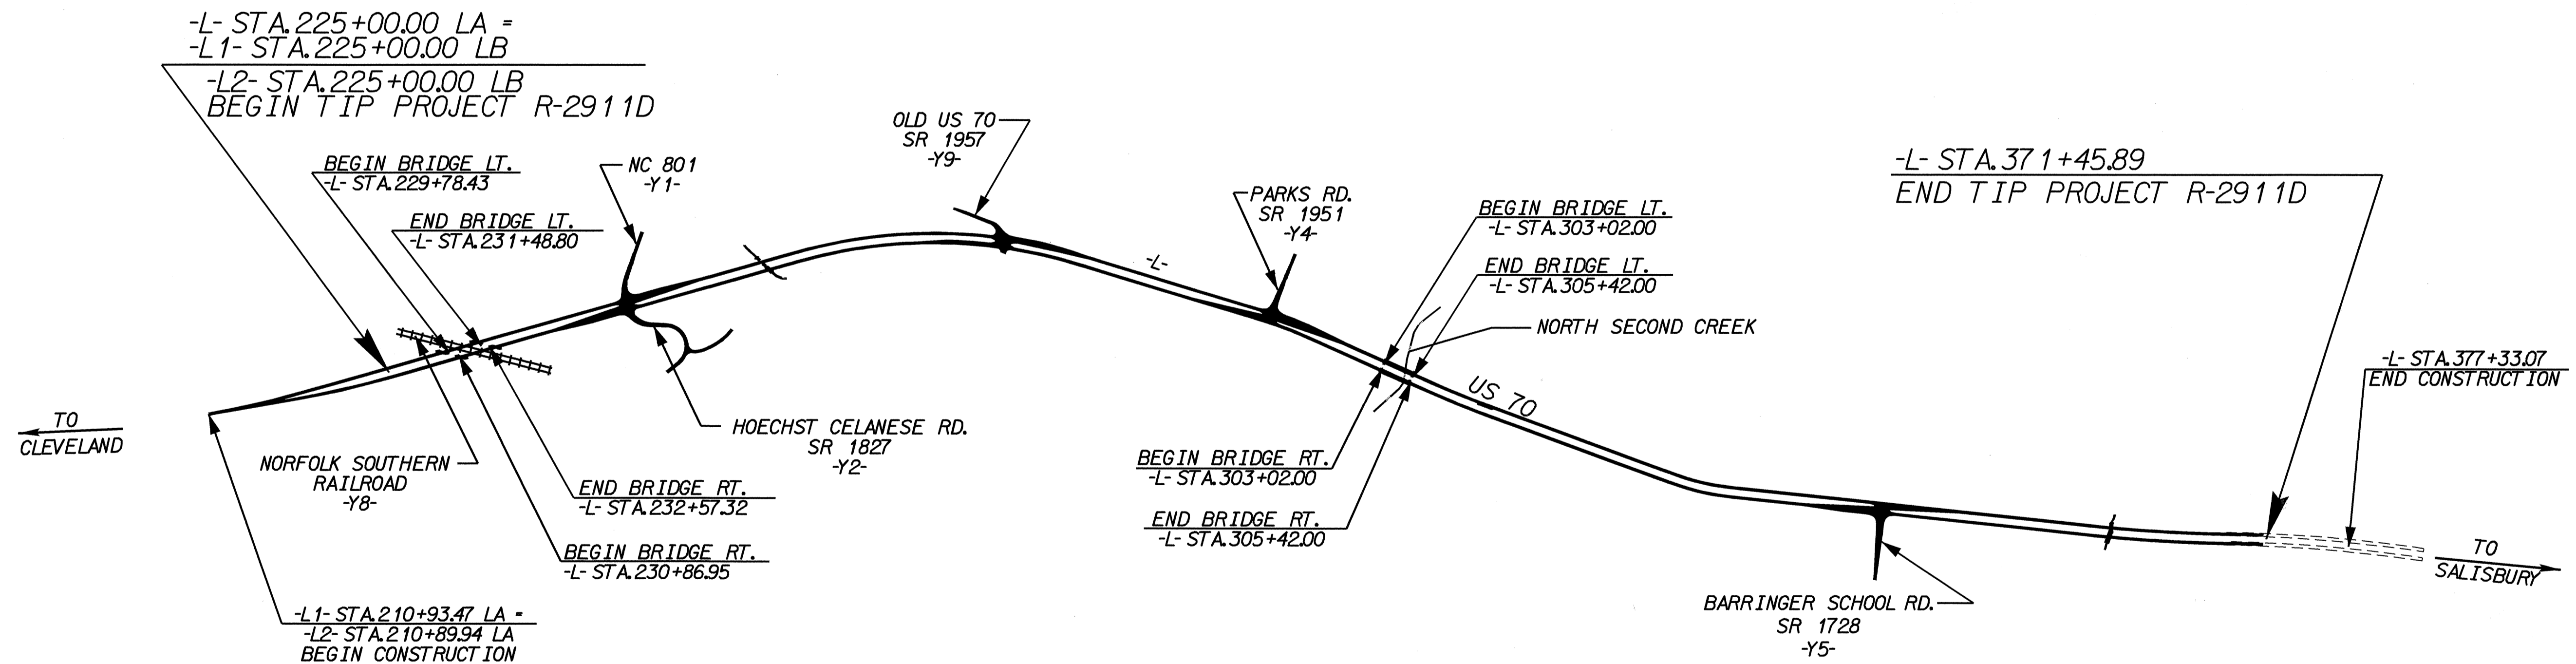 -L- STA.225+00.00 LA =
-L1- STA.225+00.00 LB
-L2- STA.225+00.00 LB
BEGIN TIP PROJECT R-2911D
BEGIN BRIDGE LT.
-L- STA.229+78.43
END BRIDGE LT.
-L- STA.231+48.80
NC 801
-Y1-
OLD US 70
SR 1957
-Y9-
-L-
PARKS RD.
SR 1951
-Y4-
BEGIN BRIDGE LT.
-L- STA.303+02.00
END BRIDGE LT.
-L- STA.305+42.00
NORTH SECOND CREEK
-L- STA.371+45.89
END TIP PROJECT R-2911D
-L- STA.377+33.07
END CONSTRUCTION
US 70
TO
CLEVELAND
NORFOLK SOUTHERN
RAILROAD
-Y8-
HOECHST CELANESE RD.
SR 1827
-Y2-
END BRIDGE RT.
-L- STA.232+57.32
BEGIN BRIDGE RT.
-L- STA.230+86.95
BEGIN BRIDGE RT.
-L- STA.303+02.00
END BRIDGE RT.
-L- STA.305+42.00
TO
SALISBURY
-L1- STA.210+93.47 LA =
-L2- STA.210+89.94 LA
BEGIN CONSTRUCTION
BARRINGER SCHOOL RD.
SR 1728
-Y5-